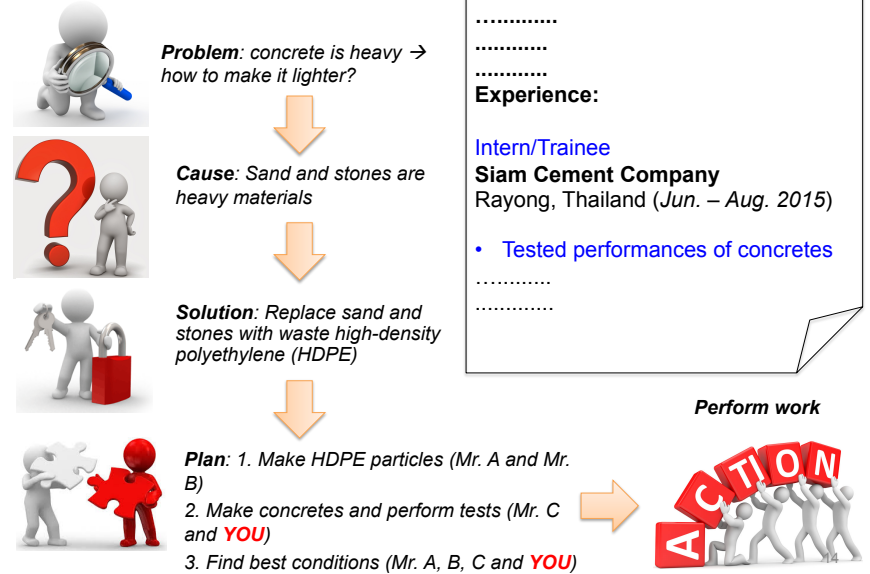 Problem: concrete is heavy →
how to make it lighter?
Cause: Sand and stones are
heavy materials
Solution: Replace sand and
stones with waste high-density
polyethylene (HDPE)
Plan: 1. Make HDPE particles (Mr. A and Mr.
B)
2. Make concretes and perform tests (Mr. C
and YOU)
3. Find best conditions (Mr. A, B, C and YOU)
…..........
............
............
Experience:
Intern/Trainee
Siam Cement Company
Rayong, Thailand (Jun. – Aug. 2015)
• Tested performances of concretes
…..........
.............
Perform work
ACTION
14